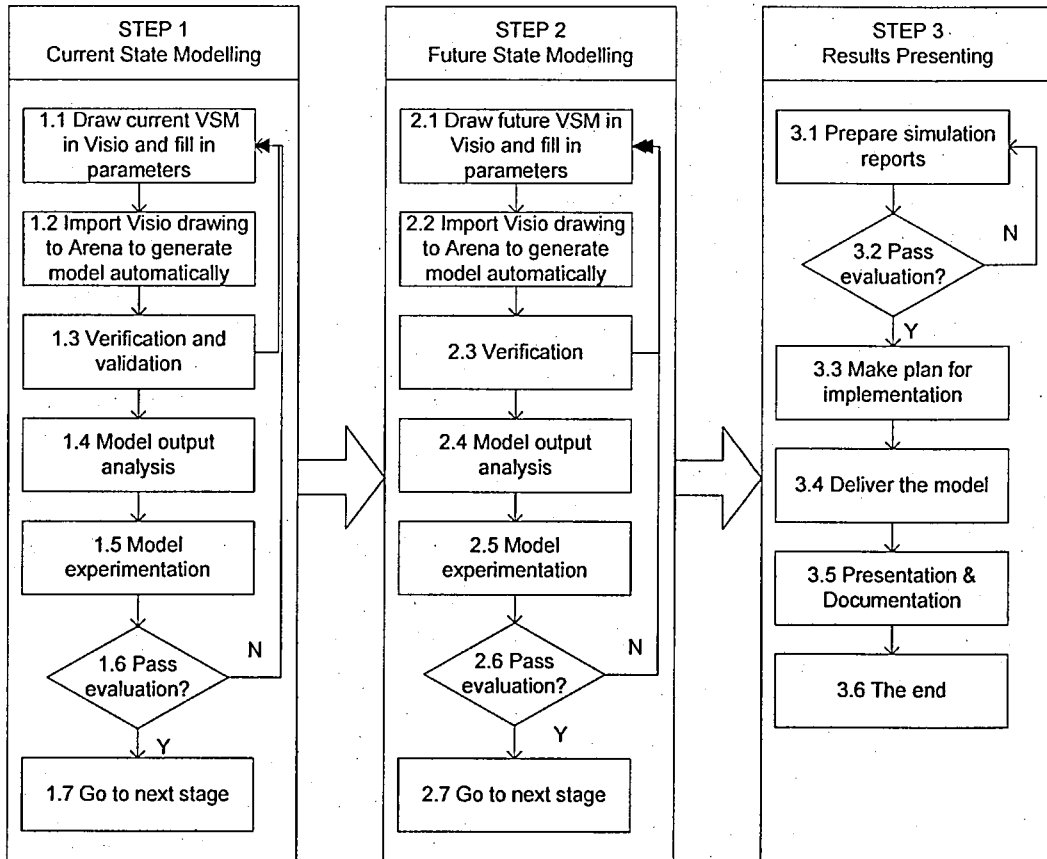 STEP 1
Current State Modelling
1.1 Draw current VSM
in Visio and fill in
parameters
1.2 Import Visio drawing
to Arena to generate
model automatically
1.3 Verification and
validation
1.4 Model output
analysis
1.5 Model
experimentation
1.6 Pass
evaluation?
N
Y
1.7 Go to next stage
STEP 2
Future State Modelling
2.1 Draw future VSM in
Visio and fill in
parameters
2.2 Import Visio drawing
to Arena to generate
model automatically
2.3 Verification
2.4 Model output
analysis
2.5 Model
experimentation
2.6 Pass
evaluation?
N
Y
2.7 Go to next stage
STEP 3
Results Presenting
3.1 Prepare simulation
reports
3.2 Pass
evaluation?
N
Y
3.3 Make plan for
implementation
3.4 Deliver the model
3.5 Presentation &
Documentation
3.6 The end